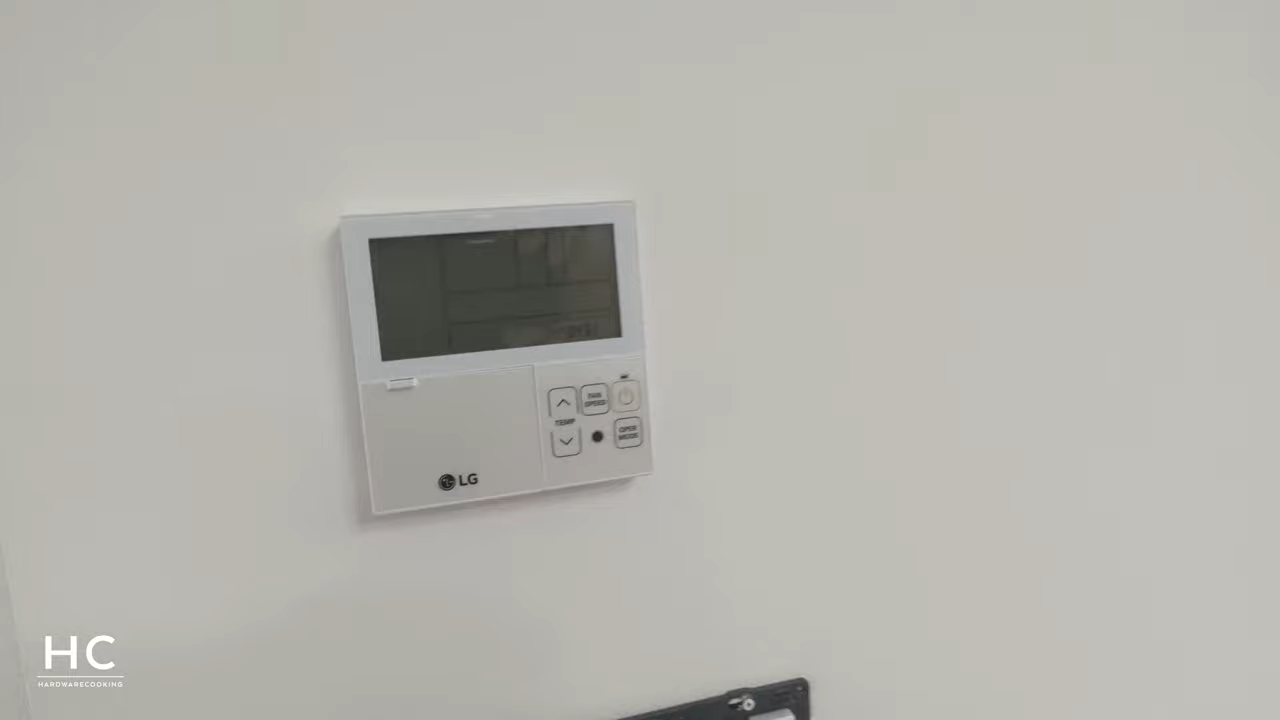 FAN
SPEED
TEMP
OPER
MODE
LG
HC
HARDWARECOOKING